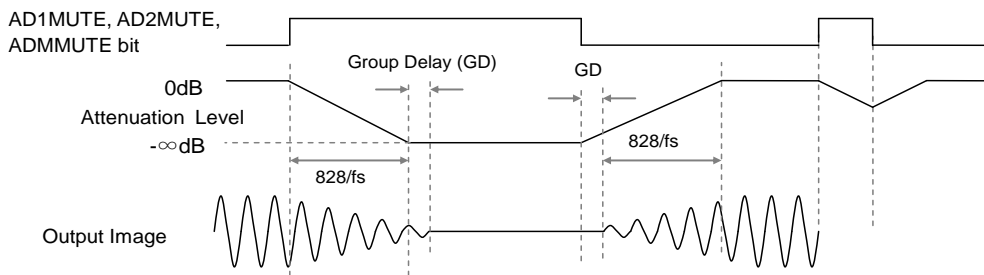 AD1MUTE, AD2MUTE,
ADMMUTE bit
Group Delay (GD)
GD
0dB
Attenuation Level
-∞dB
828/fs
828/fs
Output Image